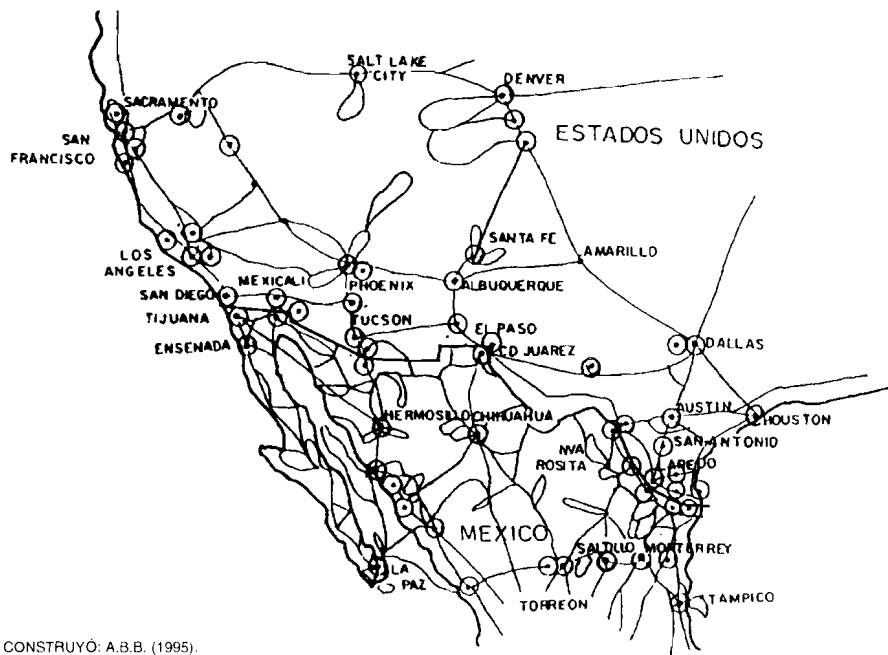 SALT LAKE
CITY
DENVER
SACRAMENTO
ESTADOS UNIDOS
SAN
FRANCISCO
SANTA FE
AMARILLO
LOS
ANGELES
MEXICALI
PHOENIX
ALBUQUERQUE
SAN DIEGO
TIJUANA
TUCSON
EL PASO
ENSENADA
CD JUAREZ
DALLAS
AUSTIN
HOUSTON
HERMOSILLO
CHIHUAHUA
SAN ANTONIO
NVA
ROSITA
LAREDO
MEXICO
SALTILLO
MONTERREY
LA
PAZ
TORREON
TAMPICO
CONSTRUYÓ: A.B.B. (1995).